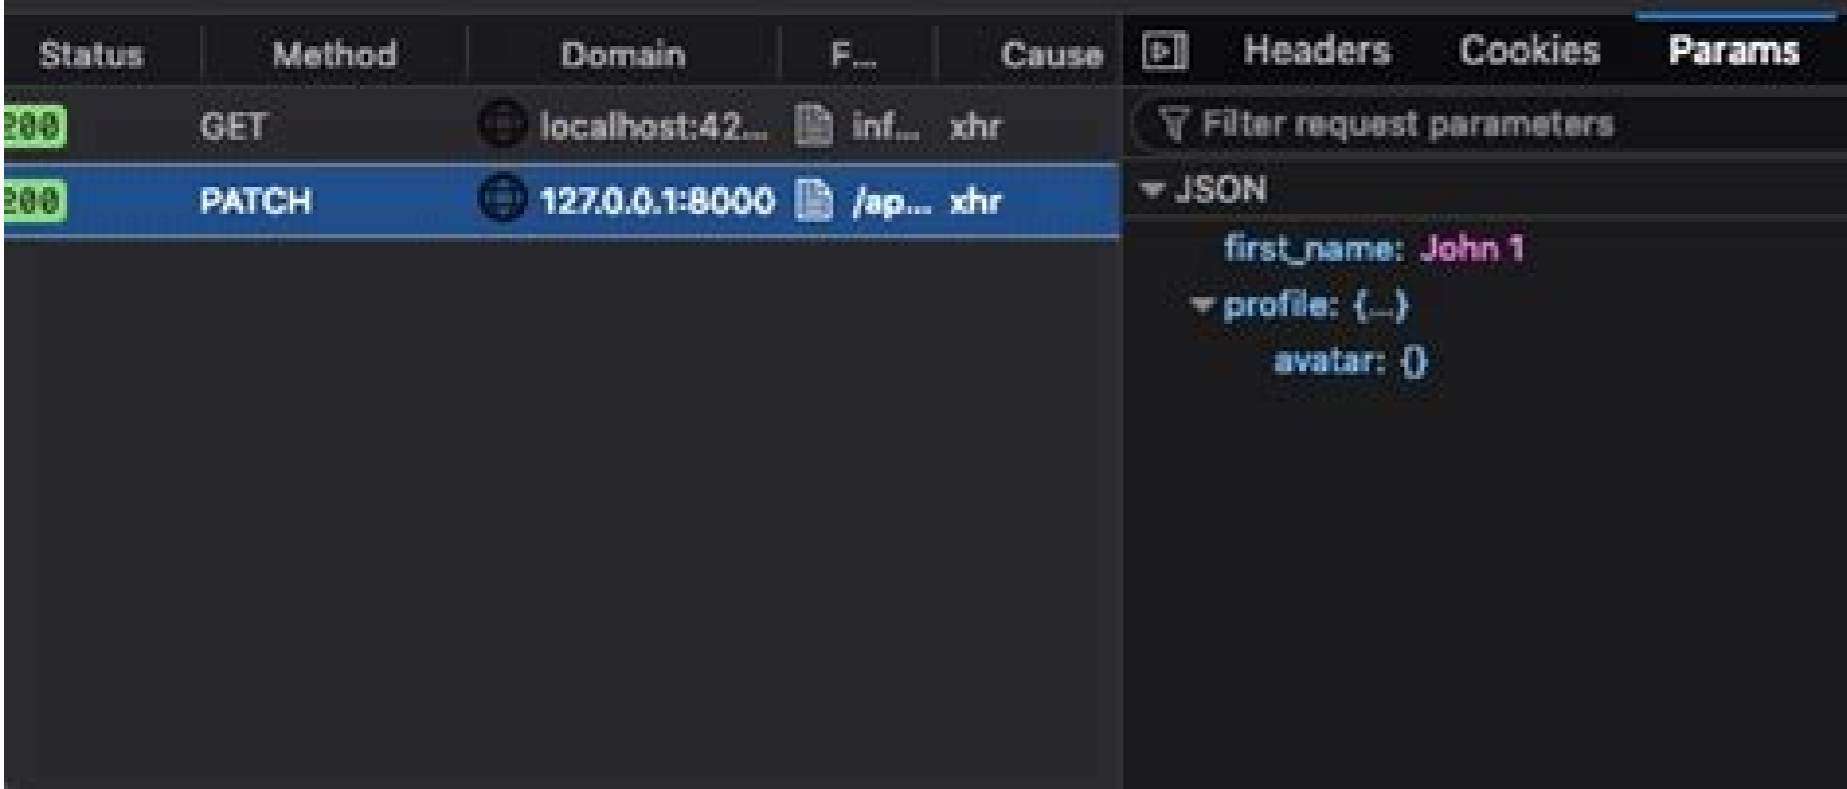 Status Method Domain F... Cause Headers Cookies Params
200 GET localhost:42... inf... xhr Filter request parameters
200 PATCH 127.0.0.1:8000 /ap... xhr JSON
first_name: John 1
profile: {...}
avatar: {}